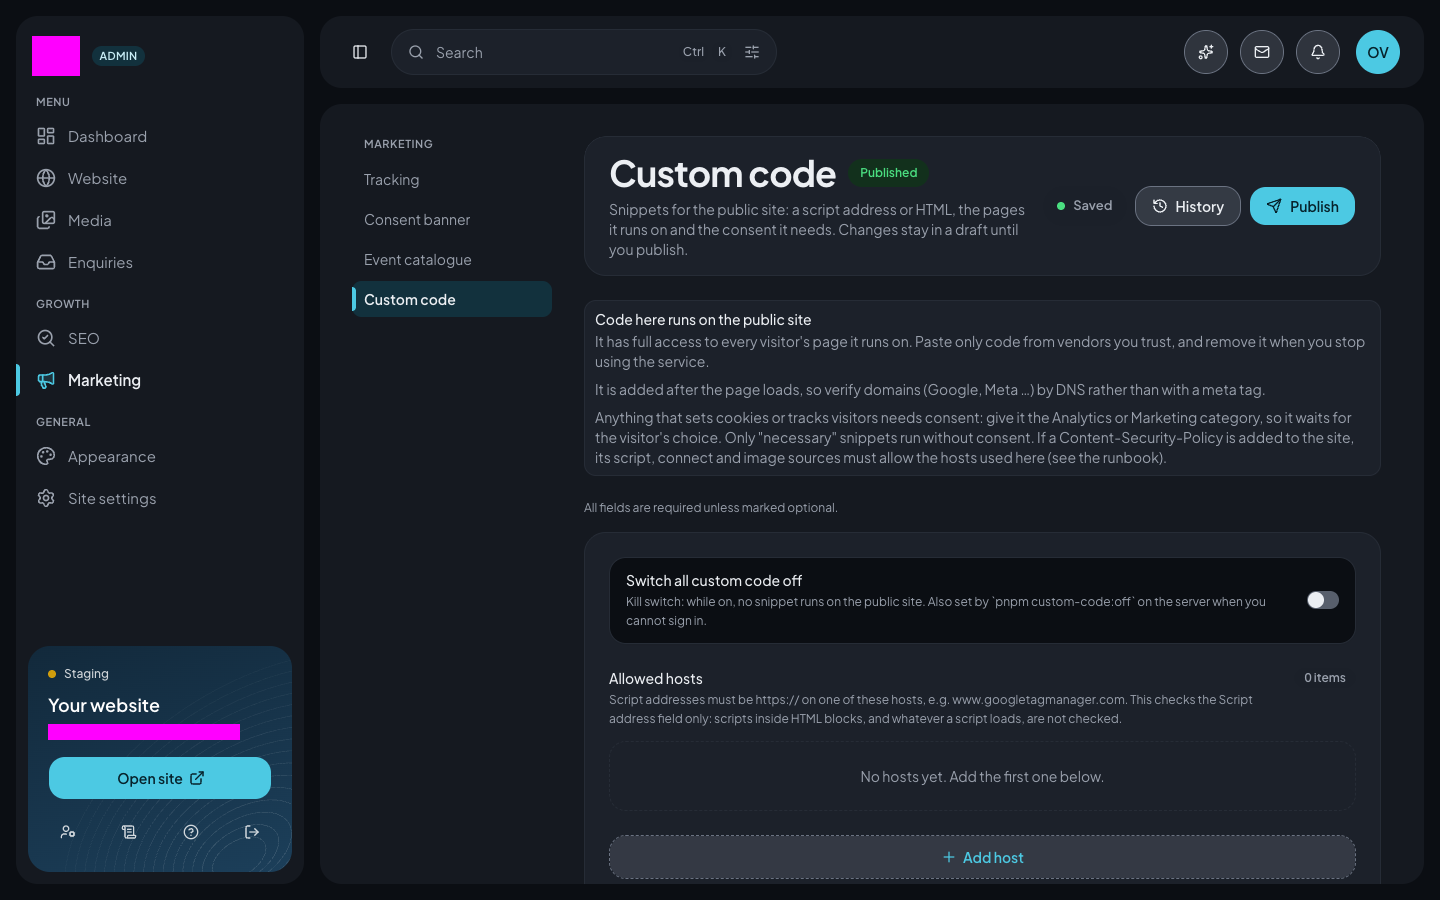 ADMIN
MENU
Dashboard
Website
Media
Enquiries
GROWTH
SEO
Marketing
GENERAL
Appearance
Site settings
Staging
Your website
Open site
Search
Ctrl K
OV
MARKETING
Tracking
Consent banner
Event catalogue
Custom code
Custom code
Published
Snippets for the public site: a script address or HTML, the pages
it runs on and the consent it needs. Changes stay in a draft until
you publish.
Saved
History
Publish
Code here runs on the public site
It has full access to every visitor's page it runs on. Paste only code from vendors you trust, and remove it when you stop
using the service.
It is added after the page loads, so verify domains (Google, Meta …) by DNS rather than with a meta tag.
Anything that sets cookies or tracks visitors needs consent: give it the Analytics or Marketing category, so it waits for
the visitor's choice. Only "necessary" snippets run without consent. If a Content-Security-Policy is added to the site,
its script, connect and image sources must allow the hosts used here (see the runbook).
All fields are required unless marked optional.
Switch all custom code off
Kill switch: while on, no snippet runs on the public site. Also set by `pnpm custom-code:off` on the server when you
cannot sign in.
Allowed hosts
0 items
Script addresses must be https:// on one of these hosts, e.g. www.googletagmanager.com. This checks the Script
address field only: scripts inside HTML blocks, and whatever a script loads, are not checked.
No hosts yet. Add the first one below.
Add host